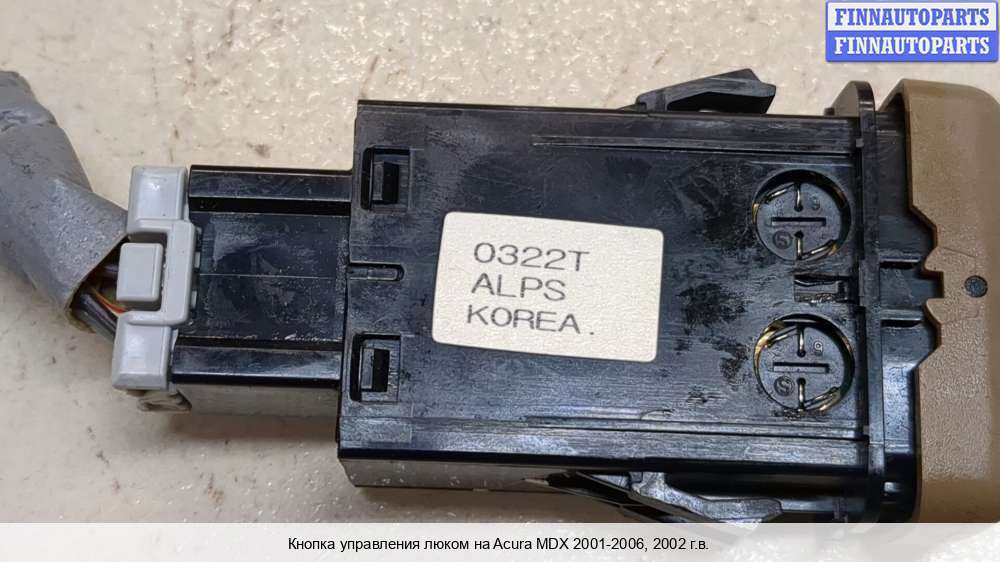 FINNAUTOPARTS
FINNAUTOPARTS
0322T
ALPS
KOREA.
Кнопка управления люком на Acura MDX 2001-2006, 2002 г.в.